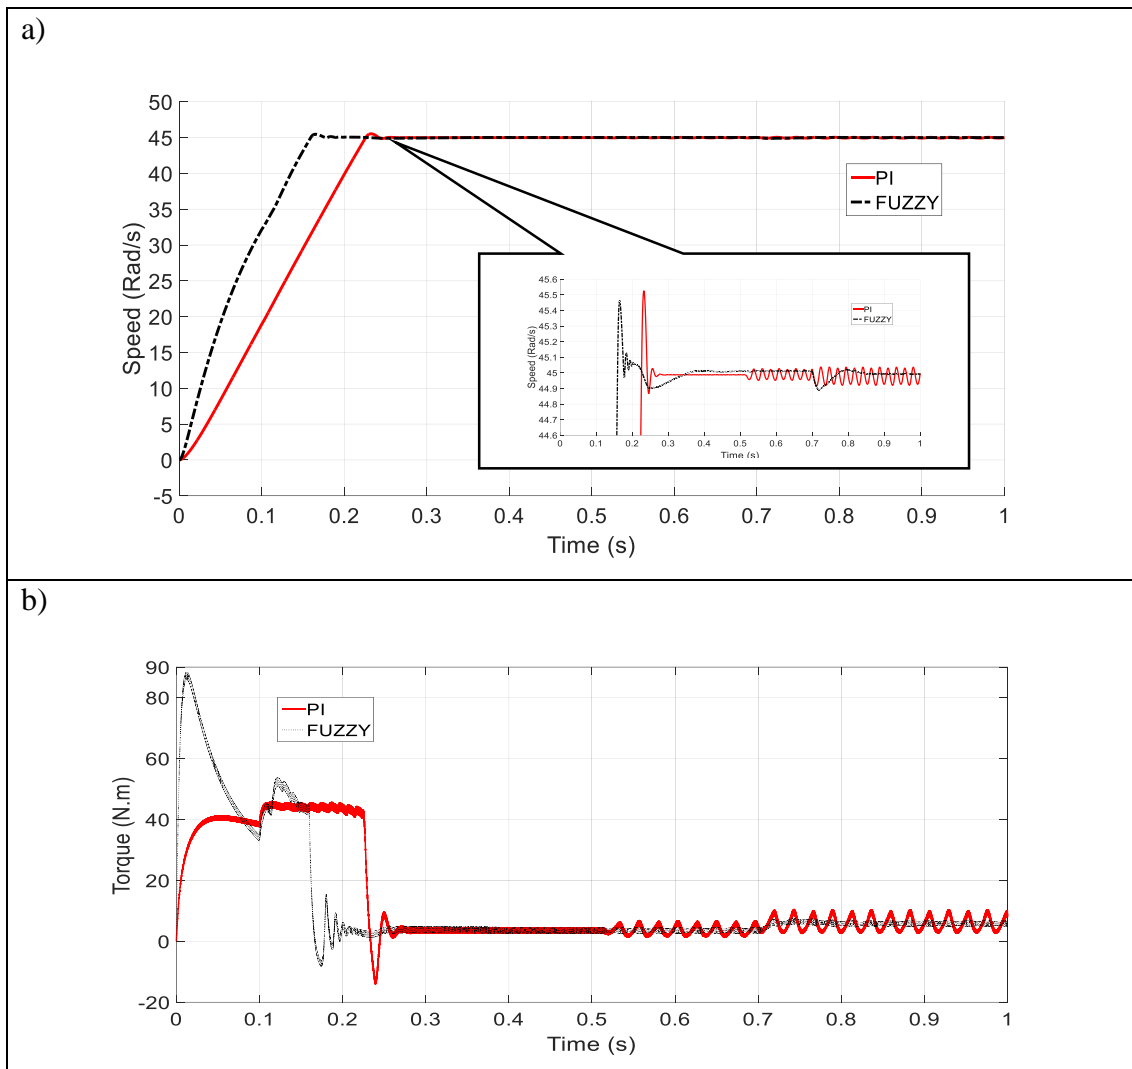 a)
50
45
40
35
30
25
20
15
10
5
0
-5
Speed (Rad/s)
PI
FUZZY
45.6
45.5
45.4
45.3
45.2
45.1
45
44.9
44.8
44.7
44.6
Speed (Rad/s)
PI
FUZZY
0 0.1 0.2 0.3 0.4 0.5 0.6 0.7 0.8 0.9 1
Time (s)
0 0.1 0.2 0.3 0.4 0.5 0.6 0.7 0.8 0.9 1
Time (s)
b)
90
80
60
40
20
0
-20
Torque (N.m)
PI
FUZZY
0 0.1 0.2 0.3 0.4 0.5 0.6 0.7 0.8 0.9 1
Time (s)